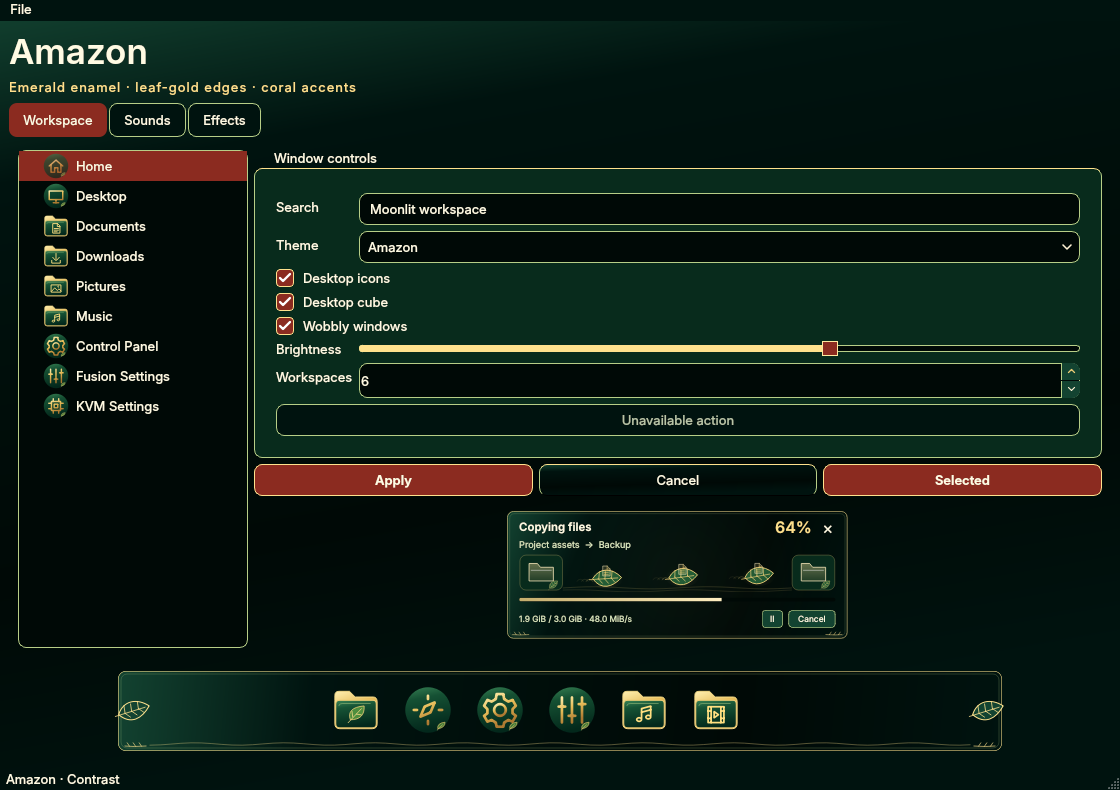 File
Amazon
Emerald enamel · leaf-gold edges · coral accents
Workspace
Sounds
Effects
Home
Desktop
Documents
Downloads
Pictures
Music
Control Panel
Fusion Settings
KVM Settings
Window controls
Search
Moonlit workspace
Theme
Amazon
Desktop icons
Desktop cube
Wobbly windows
Brightness
Workspaces
6
Unavailable action
Apply
Cancel
Selected
Copying files
64%
Project assets → Backup
1.9 GiB / 3.0 GiB · 48.0 MiB/s
Cancel
Amazon · Contrast